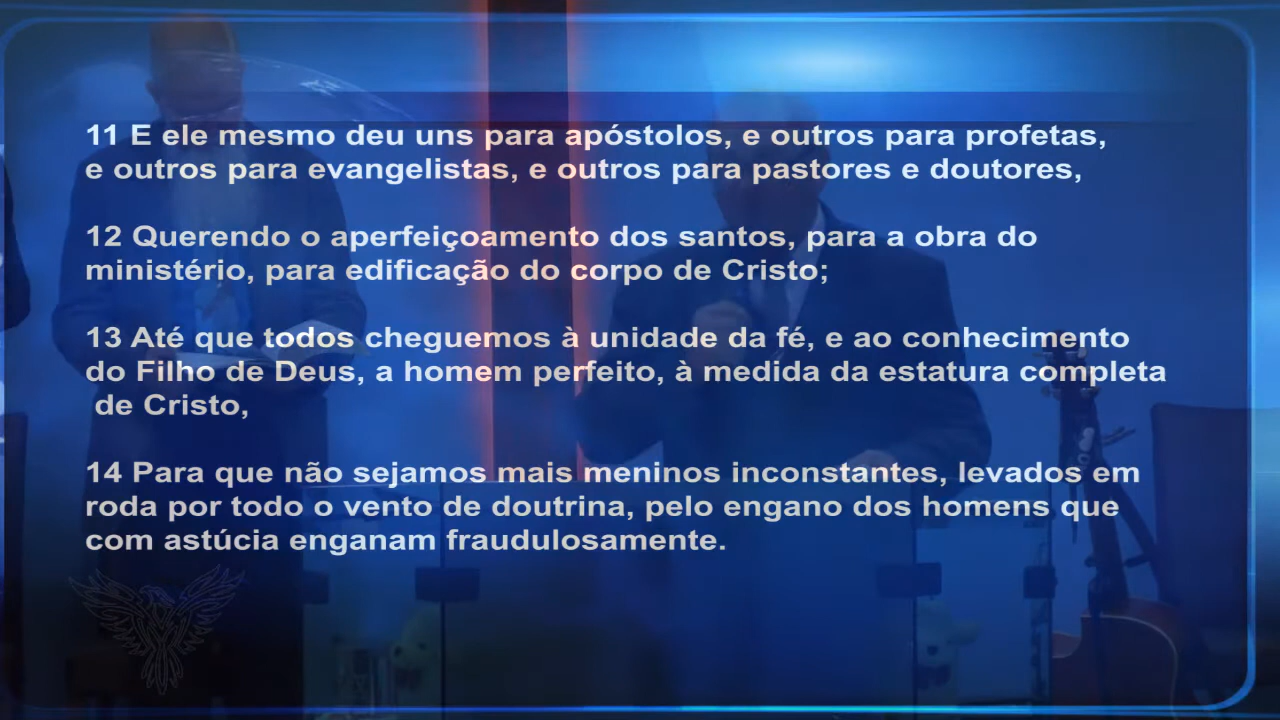 11 E ele mesmo deu uns para apóstolos, e outros para profetas,
e outros para evangelistas, e outros para pastores e doutores,
12 Querendo o aperfeiçoamento dos santos, para a obra do
ministério, para edificação do corpo de Cristo;
13 Até que todos cheguemos à unidade da fé, e ao conhecimento
do Filho de Deus, a homem perfeito, à medida da estatura completa
de Cristo,
14 Para que não sejamos mais meninos inconstantes, levados em
roda por todo o vento de doutrina, pelo engano dos homens que
com astúcia enganam fraudulosamente.